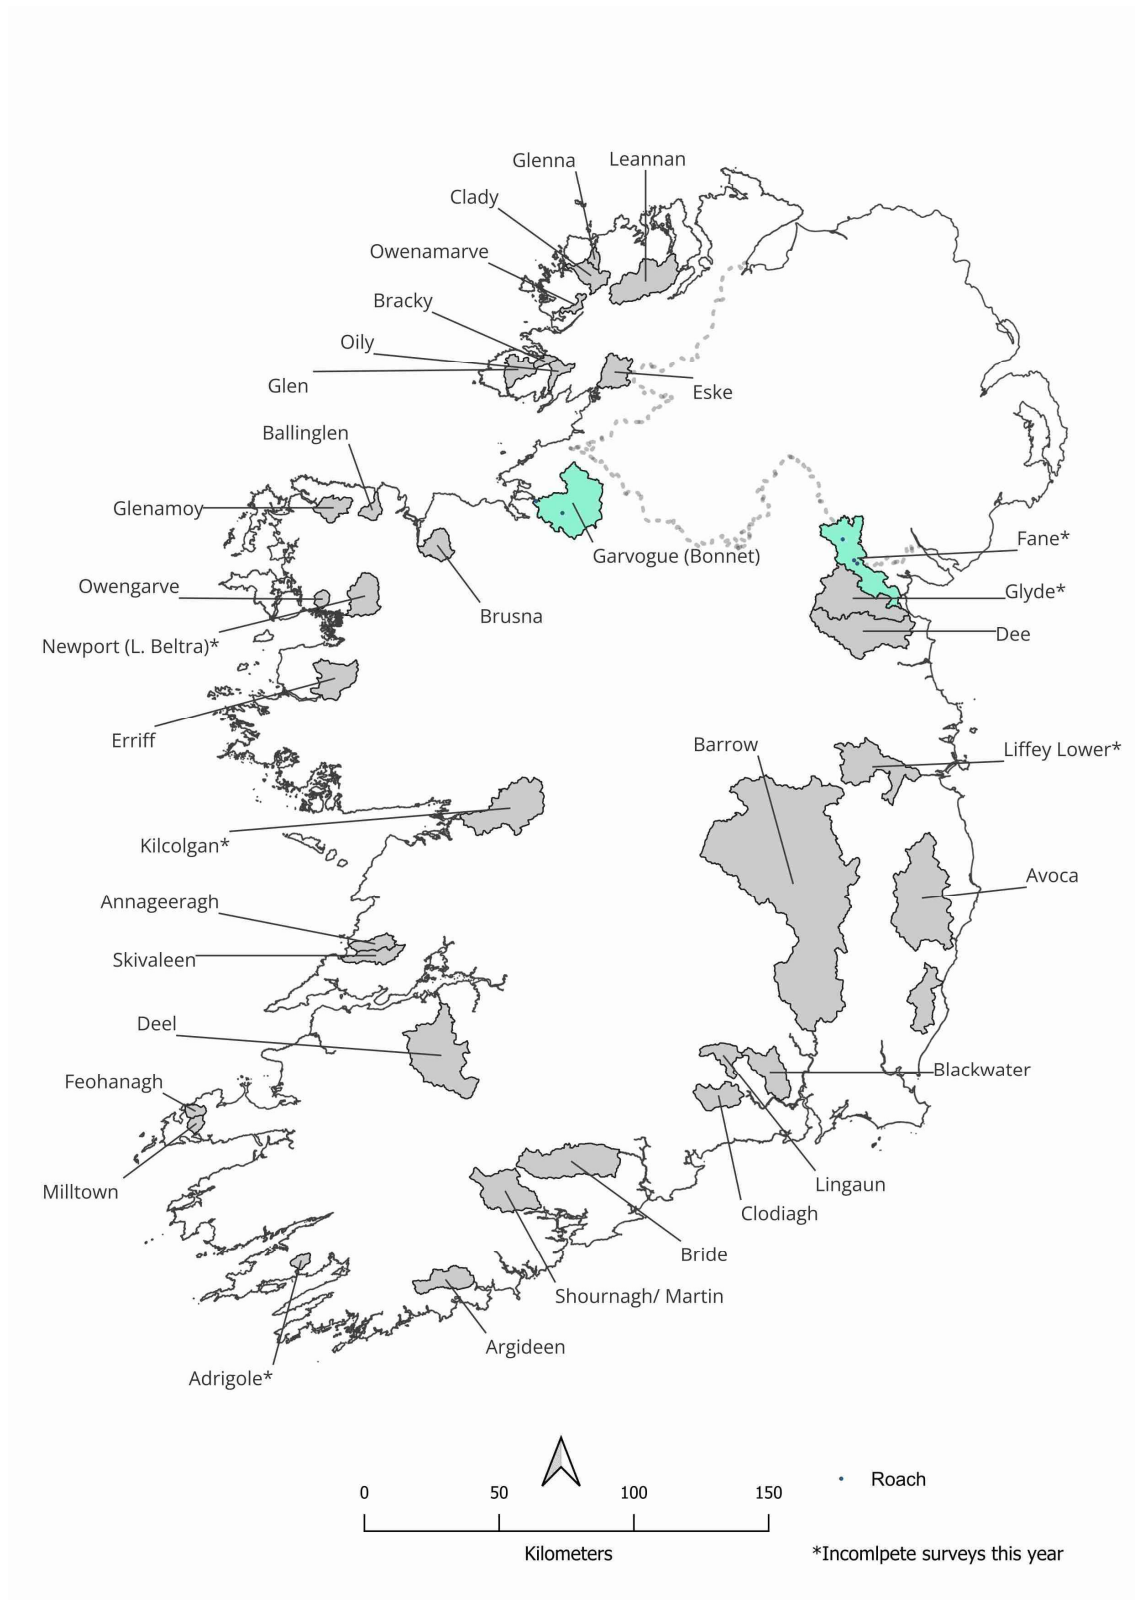 Glenna
Leannan
Clady
Owenamarve
Bracky
Oily
Glen
Eske
Ballinglen
Glenamoy
Garvogue (Bonnet)
Fane*
Owengarve
Glyde*
Brusna
Dee
Newport (L. Beltra)*
Erriff
Barrow
Liffey Lower*
Kilcolgan*
Avoca
Annageeragh
Skivaleen
Deel
Blackwater
Feohanagh
Milltown
Lingaun
Clodiagh
Bride
Shournagh/ Martin
Argideen
Adrigole*
Roach
0 50 100 150
Kilometers
*Incomlpete surveys this year